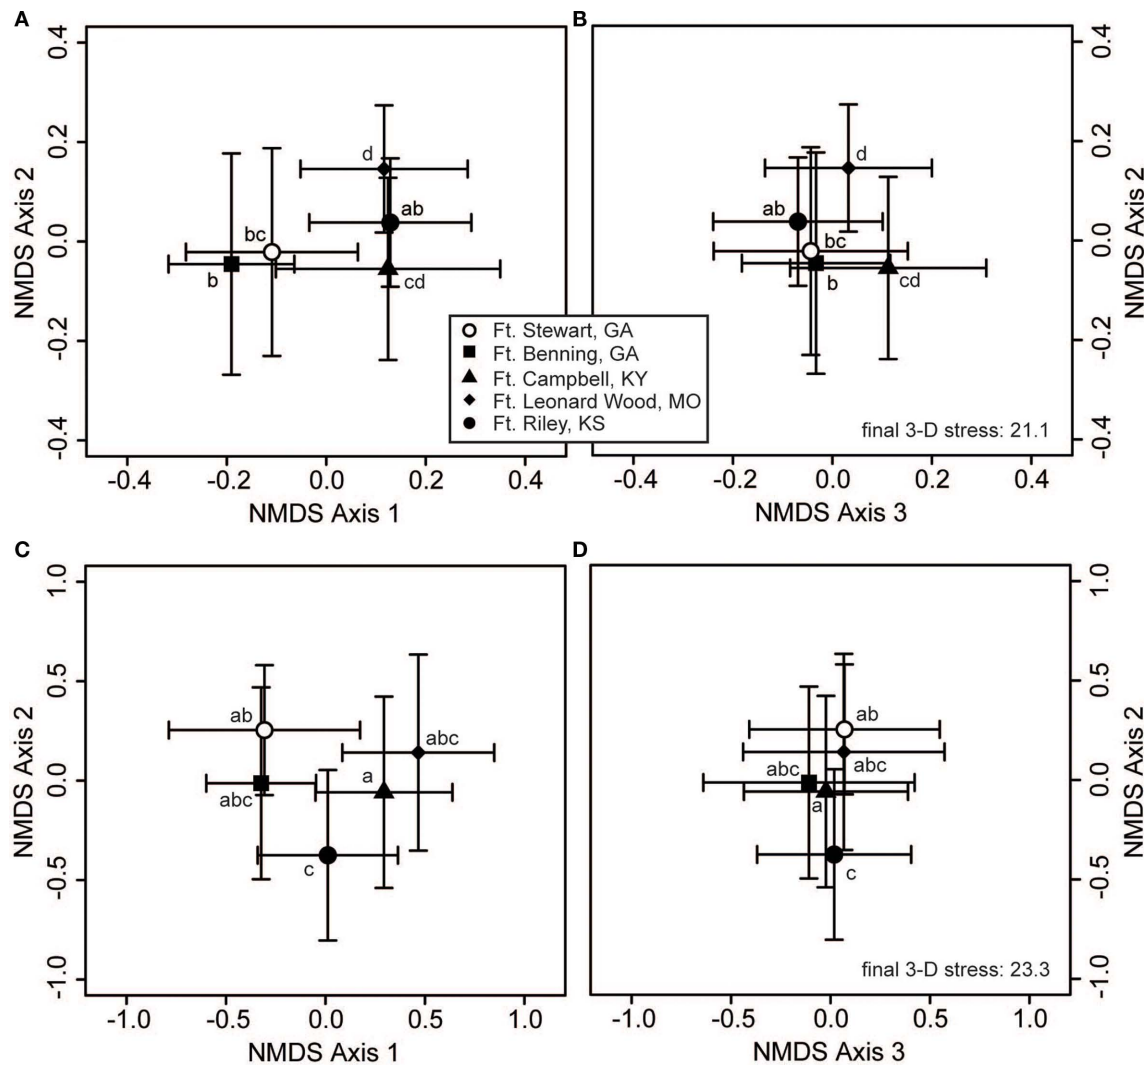 A
B
0.4
0.2
0.0
-0.2
-0.4
NMDS Axis 2
d
ab
bc
b
cd
-0.4 -0.2 0.0 0.2 0.4
NMDS Axis 1
d
ab
bc
b
cd
final 3-D stress: 21.1
0.4
0.2
0.0
-0.2
-0.4
NMDS Axis 2
-0.4 -0.2 0.0 0.2 0.4
NMDS Axis 3
Ft. Stewart, GA
Ft. Benning, GA
Ft. Campbell, KY
Ft. Leonard Wood, MO
Ft. Riley, KS
C
D
1.0
0.5
0.0
-0.5
-1.0
NMDS Axis 2
ab
abc
a
abc
c
-1.0 -0.5 0.0 0.5 1.0
NMDS Axis 1
ab
abc
abc
a
c
final 3-D stress: 23.3
1.0
0.5
0.0
-0.5
-1.0
NMDS Axis 2
-1.0 -0.5 0.0 0.5 1.0
NMDS Axis 3